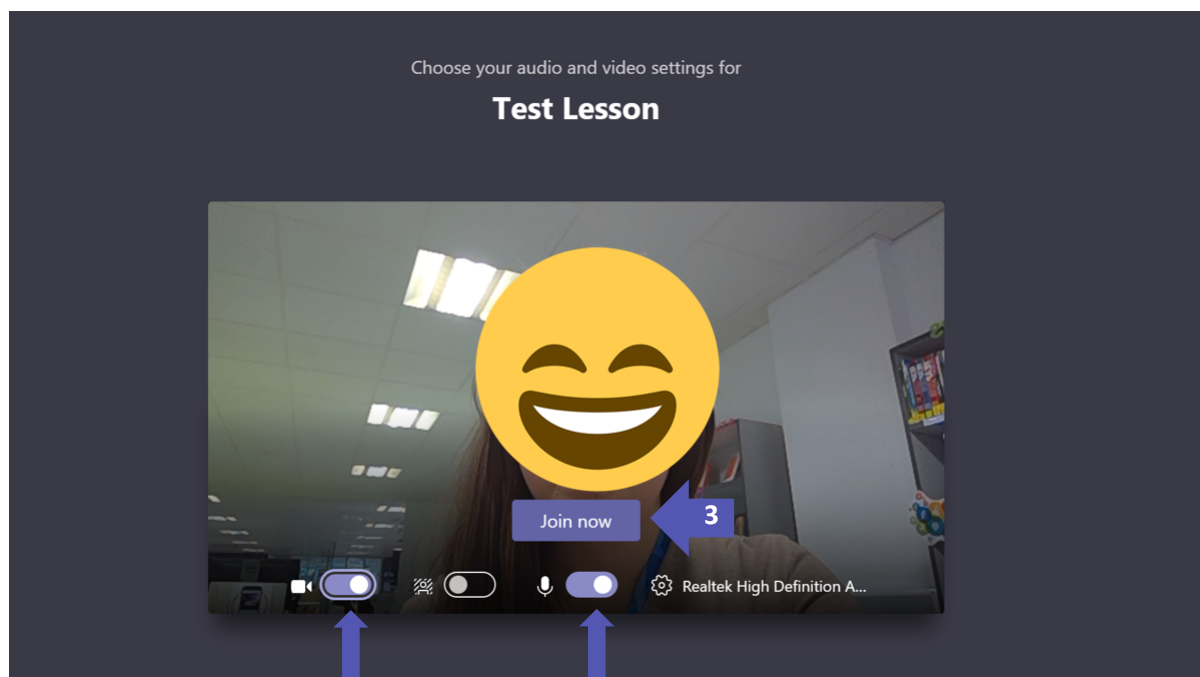 Choose your audio and video settings for
Test Lesson
Join now
3
Realtek High Definition A...